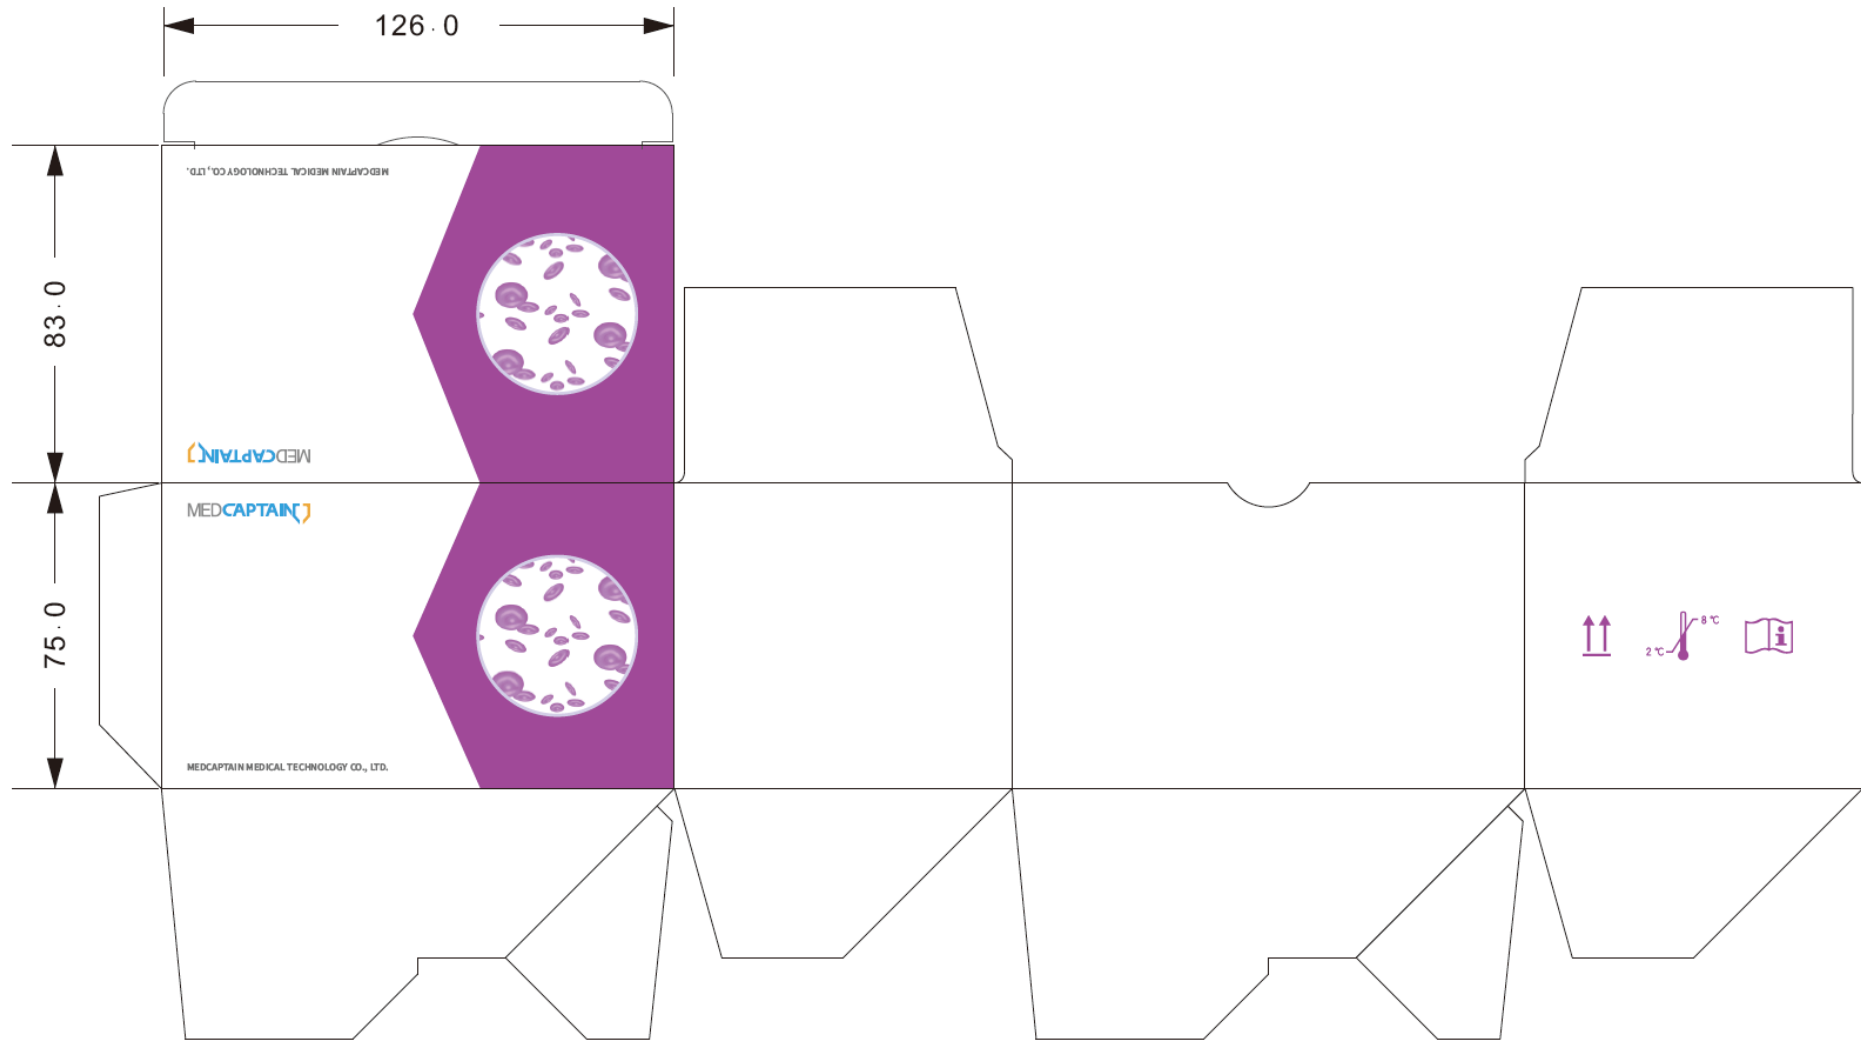 126.0
MEDCAPTAIN MEDICAL TECHNOLOGY CO., LTD.
83.0
MEDCAPTAIN
MEDCAPTAIN
75.0
8 ℃
2 ℃
i
MEDCAPTAIN MEDICAL TECHNOLOGY CO., LTD.